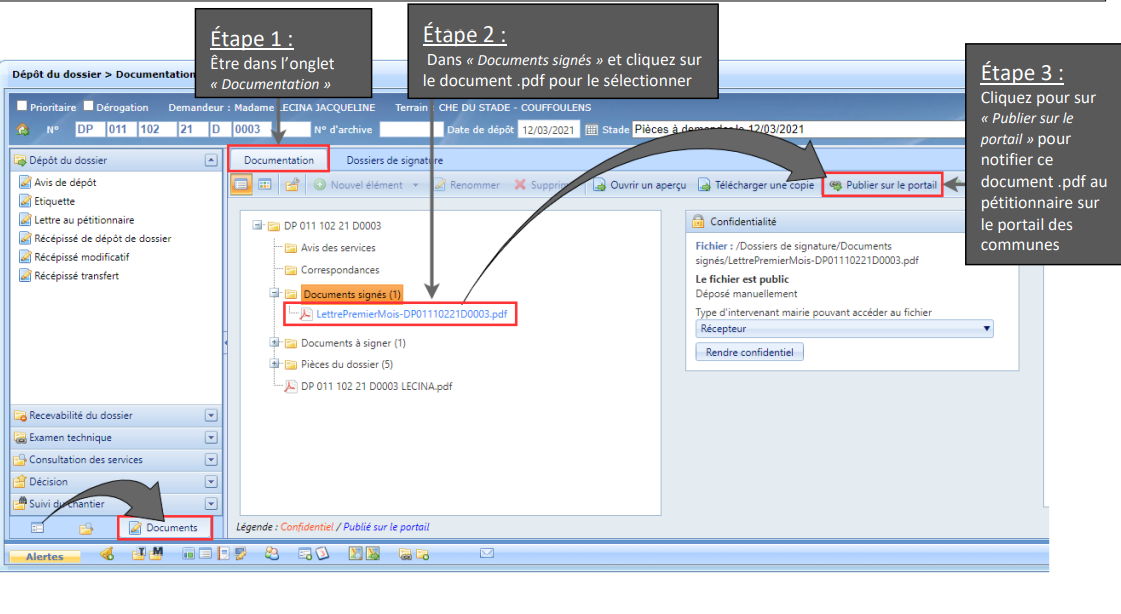 Étape 1 :
Être dans l'onglet
« Documentation »
Étape 2 :
Dans « Documents signés » et cliquez sur
le document .pdf pour le sélectionner
Étape 3 :
Cliquez pour sur
« Publier sur le
portail » pour
notifier ce
document .pdf au
pétitionnaire sur
le portail des
communes
Dépôt du dossier > Documentation
Prioritaire Dérogation Demandeur : Madame LECINA JACQUELINE Terrain : CHE DU STADE - COUFFOULENS
N° DP 011 102 21 D 0003 N° d'archive Date de dépôt 12/03/2021 Stade Pièces à demander le 12/03/2021
Dépôt du dossier
Avis de dépôt
Etiquette
Lettre au pétitionnaire
Récépissé de dépôt de dossier
Récépissé modificatif
Récépissé transfert
Recevabilité du dossier
Examen technique
Consultation des services
Décision
Suivi du chantier
Documents
Documentation Dossiers de signature
Nouvel élément Renommer Supprimer Ouvrir un aperçu Télécharger une copie Publier sur le portail
DP 011 102 21 D0003
Avis des services
Correspondances
Documents signés (1)
LettrePremierMois-DP01110221D0003.pdf
Documents à signer (1)
Pièces du dossier (5)
DP 011 102 21 D0003 LECINA.pdf
Confidentialité
Fichier : /Dossiers de signature/Documents
signés/LettrePremierMois-DP01110221D0003.pdf
Le fichier est public
Déposé manuellement
Type d'intervenant mairie pouvant accéder au fichier
Récepteur
Rendre confidentiel
Légende : Confidentiel / Publié sur le portail
Alertes